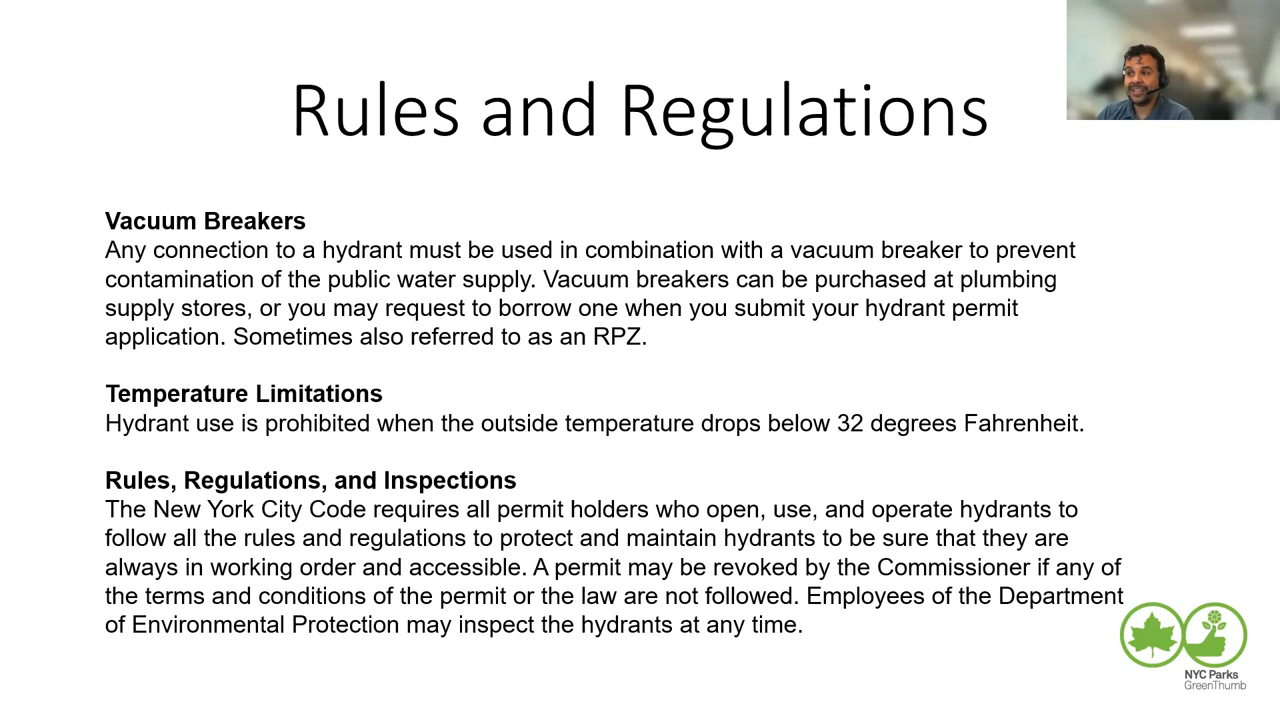 Rules and Regulations
Vacuum Breakers
Any connection to a hydrant must be used in combination with a vacuum breaker to prevent
contamination of the public water supply. Vacuum breakers can be purchased at plumbing
supply stores, or you may request to borrow one when you submit your hydrant permit
application. Sometimes also referred to as an RPZ.
Temperature Limitations
Hydrant use is prohibited when the outside temperature drops below 32 degrees Fahrenheit.
Rules, Regulations, and Inspections
The New York City Code requires all permit holders who open, use, and operate hydrants to
follow all the rules and regulations to protect and maintain hydrants to be sure that they are
always in working order and accessible. A permit may be revoked by the Commissioner if any of
the terms and conditions of the permit or the law are not followed. Employees of the Department
of Environmental Protection may inspect the hydrants at any time.
NYC Parks
GreenThumb